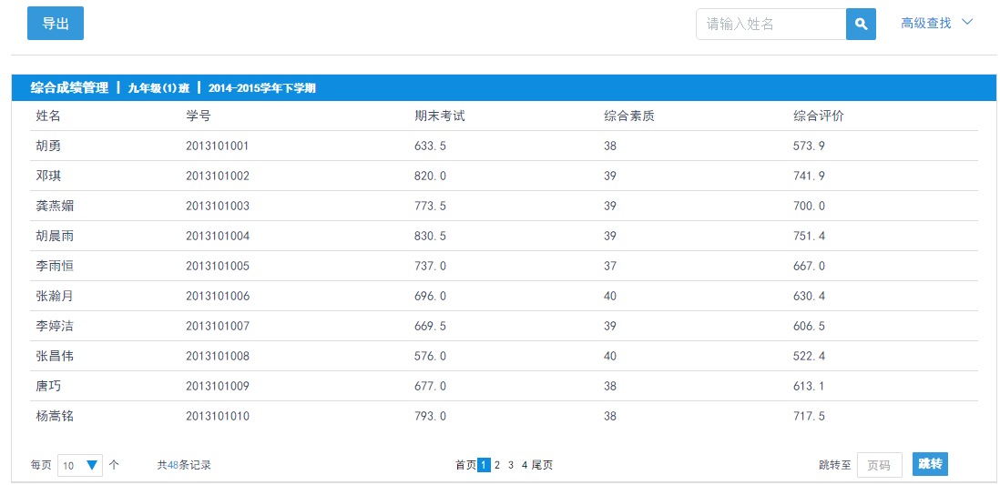 导出 请输入姓名 高级查找
综合成绩管理 | 九年级(1)班 | 2014-2015学年下学期
姓名 学号 期末考试 综合素质 综合评价
胡勇 2013101001 633.5 38 573.9
邓琪 2013101002 820.0 39 741.9
龚燕媚 2013101003 773.5 39 700.0
胡晨雨 2013101004 830.5 39 751.4
李雨恒 2013101005 737.0 37 667.0
张瀚月 2013101006 696.0 40 630.4
李婷洁 2013101007 669.5 39 606.5
张昌伟 2013101008 576.0 40 522.4
唐巧 2013101009 677.0 38 613.1
杨嵩铭 2013101010 793.0 38 717.5
每页 10 个 共48条记录 首页 1 2 3 4 尾页 跳转至 页码 跳转